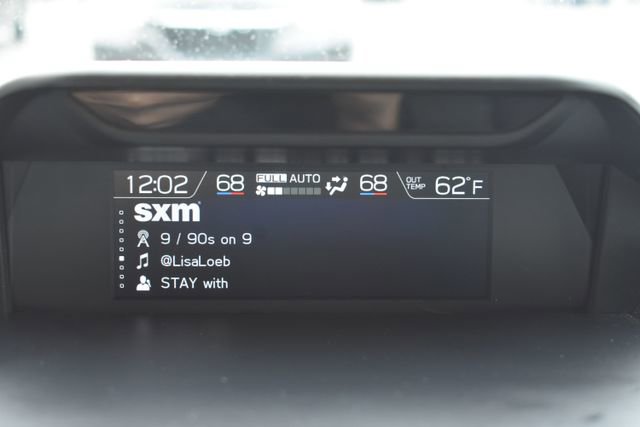 12:02 68 FULL AUTO 68 OUT TEMP 62°F
sxm
9 / 90s on 9
@LisaLoeb
STAY with